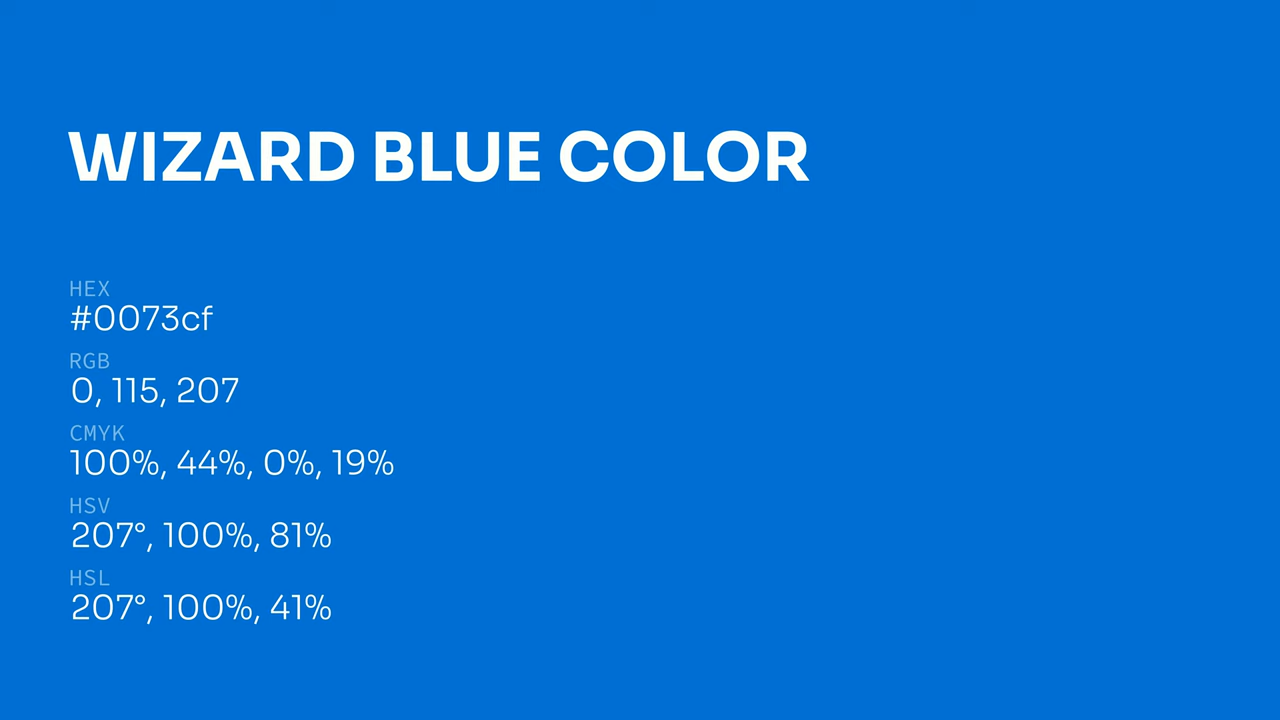 WIZARD BLUE COLOR
HEX
#0073cf
RGB
0, 115, 207
CMYK
100%, 44%, 0%, 19%
HSV
207°, 100%, 81%
HSL
207°, 100%, 41%